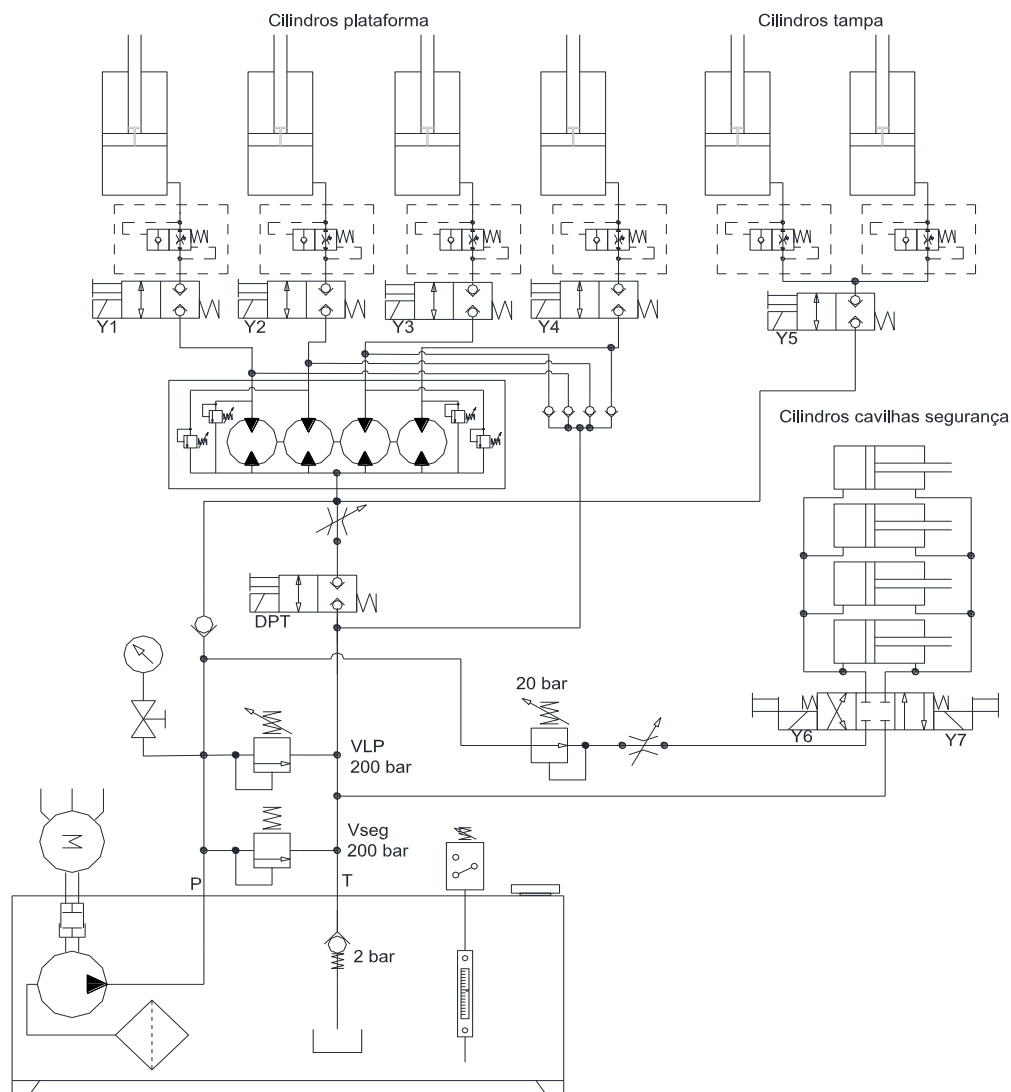 Cilindros plataforma
Cilindros tampa
Y1
Y2
Y3
Y4
Y5
Cilindros cavilhas segurança
DPT
20 bar
Y6
Y7
VLP
200 bar
Vseg
200 bar
P
T
M
2 bar